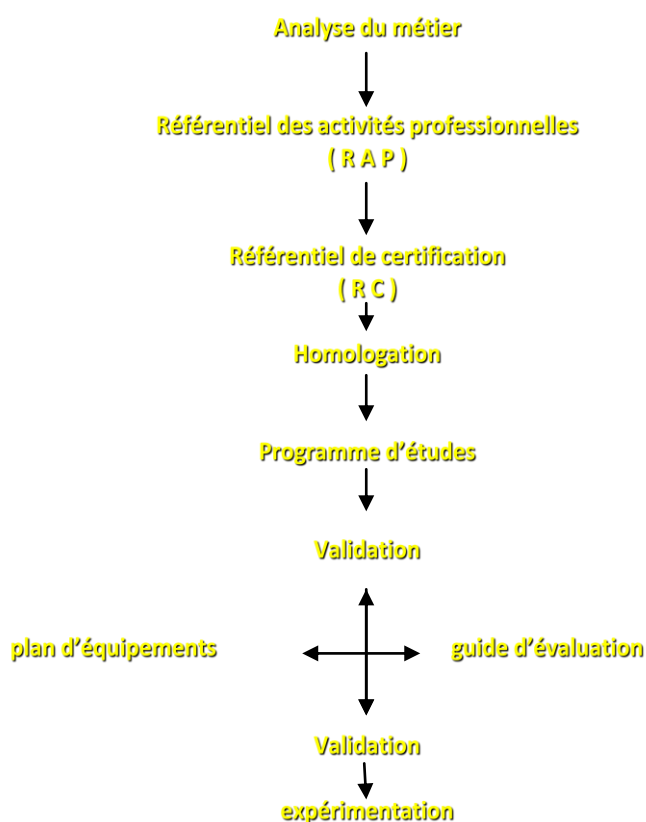 Analyse du métier
Référentiel des activités professionnelles
( R A P )
Référentiel de certification
( R C )
Homologation
Programme d'études
Validation
plan d'équipements
guide d'évaluation
Validation
expérimentation